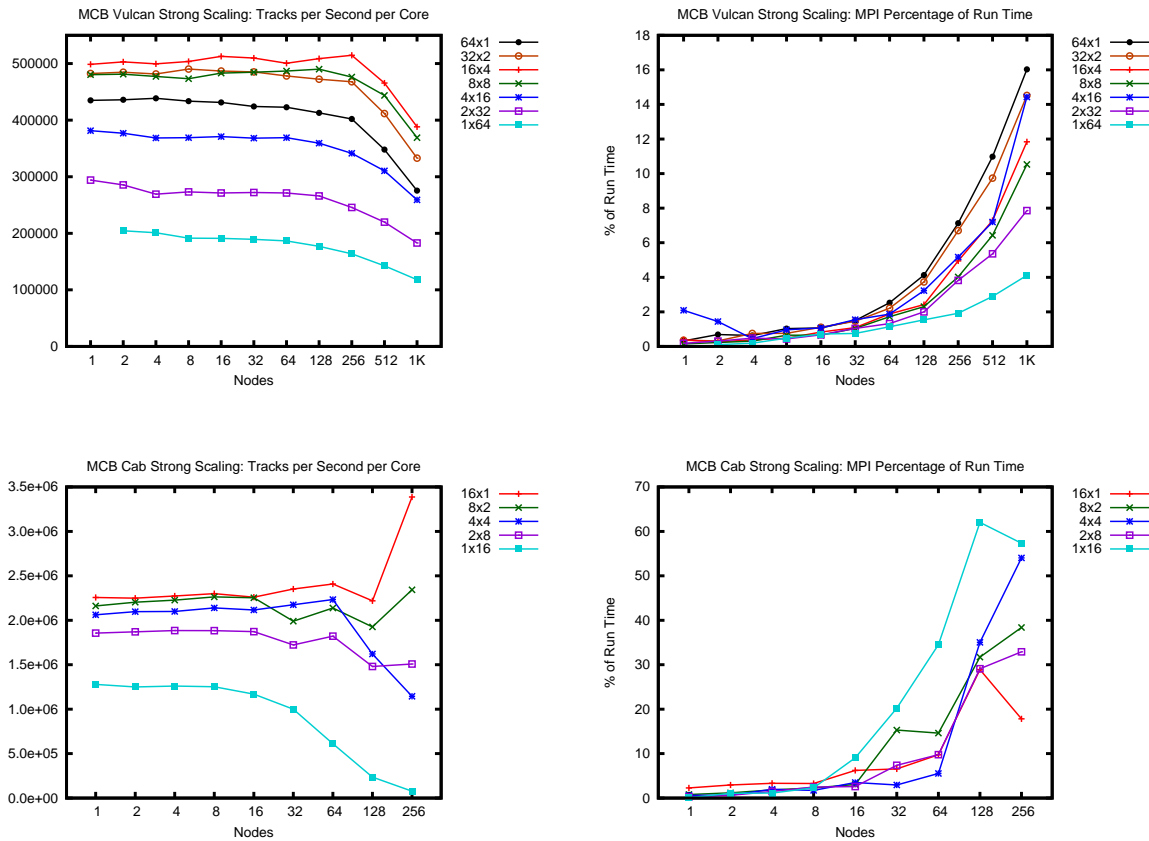 MCB Vulcan Strong Scaling: Tracks per Second per Core
500000
400000
300000
200000
100000
0
1 2 4 8 16 32 64 128 256 512 1K
Nodes
64x1
32x2
16x4
8x8
4x16
2x32
1x64
MCB Vulcan Strong Scaling: MPI Percentage of Run Time
% of Run Time
18
16
14
12
10
8
6
4
2
0
1 2 4 8 16 32 64 128 256 512 1K
Nodes
64x1
32x2
16x4
8x8
4x16
2x32
1x64
MCB Cab Strong Scaling: Tracks per Second per Core
3.5e+06
3.0e+06
2.5e+06
2.0e+06
1.5e+06
1.0e+06
5.0e+05
0.0e+00
1 2 4 8 16 32 64 128 256
Nodes
16x1
8x2
4x4
2x8
1x16
MCB Cab Strong Scaling: MPI Percentage of Run Time
% of Run Time
70
60
50
40
30
20
10
0
1 2 4 8 16 32 64 128 256
Nodes
16x1
8x2
4x4
2x8
1x16